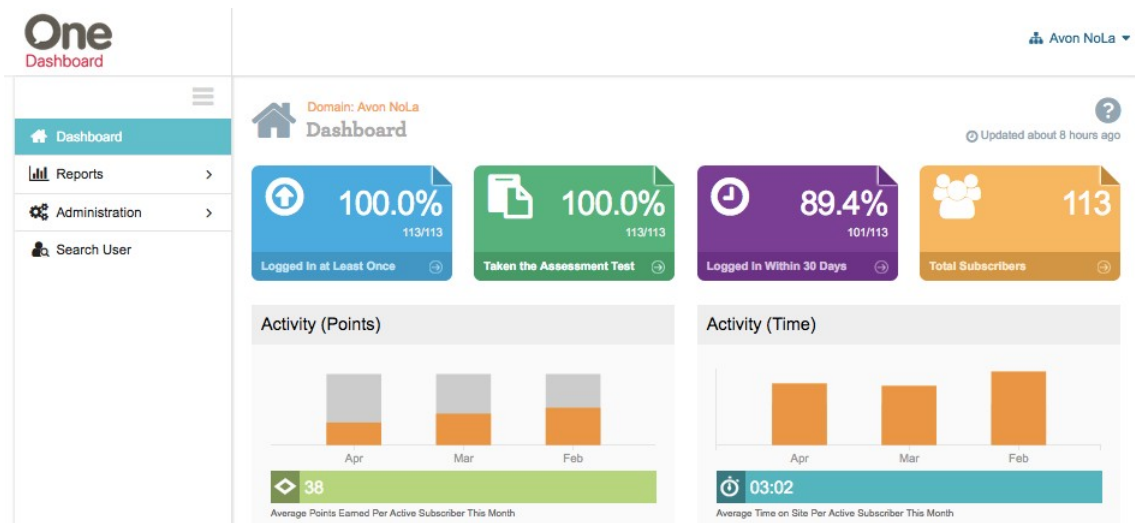 One
Dashboard
Avon NoLa
Dashboard
Reports
Administration
Search User
Domain: Avon NoLa
Dashboard
?
Updated about 8 hours ago
100.0%
113/113
Logged In at Least Once
100.0%
113/113
Taken the Assessment Test
89.4%
101/113
Logged In Within 30 Days
113
Total Subscribers
Activity (Points)
Apr Mar Feb
38
Average Points Earned Per Active Subscriber This Month
Activity (Time)
Apr Mar Feb
03:02
Average Time on Site Per Active Subscriber This Month